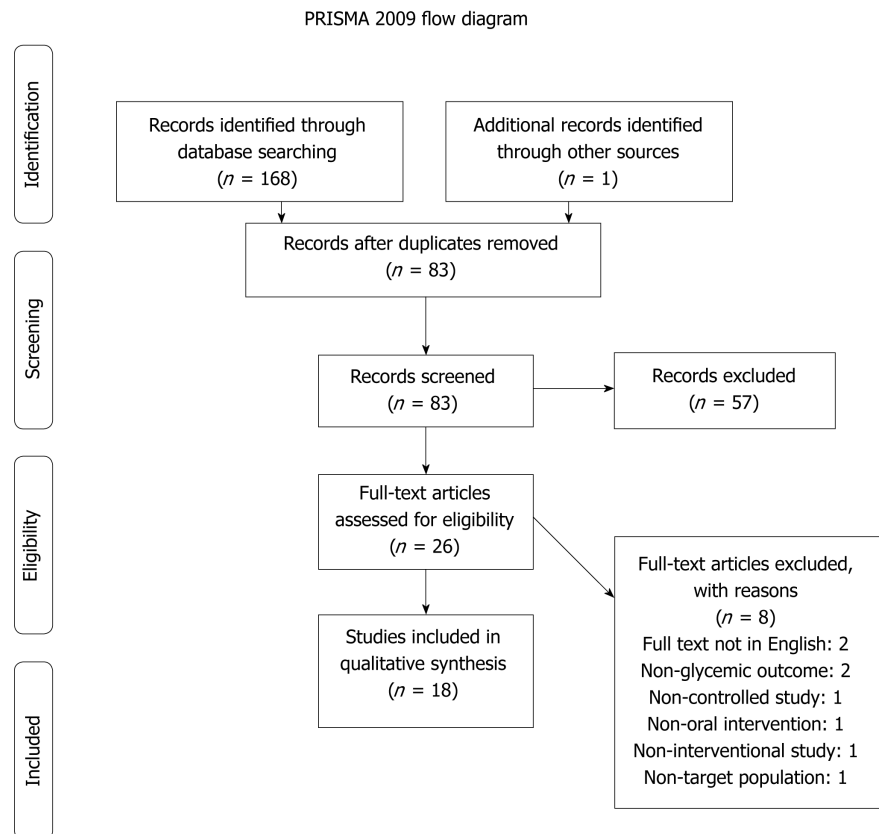 PRISMA 2009 flow diagram
Identification
Records identified through
database searching
(n = 168)
Additional records identified
through other sources
(n = 1)
Records after duplicates removed
(n = 83)
Screening
Records screened
(n = 83)
Records excluded
(n = 57)
Eligibility
Full-text articles
assessed for eligibility
(n = 26)
Full-text articles excluded,
with reasons
(n = 8)
Full text not in English: 2
Non-glycemic outcome: 2
Non-controlled study: 1
Non-oral intervention: 1
Non-interventional study: 1
Non-target population: 1
Included
Studies included in
qualitative synthesis
(n = 18)